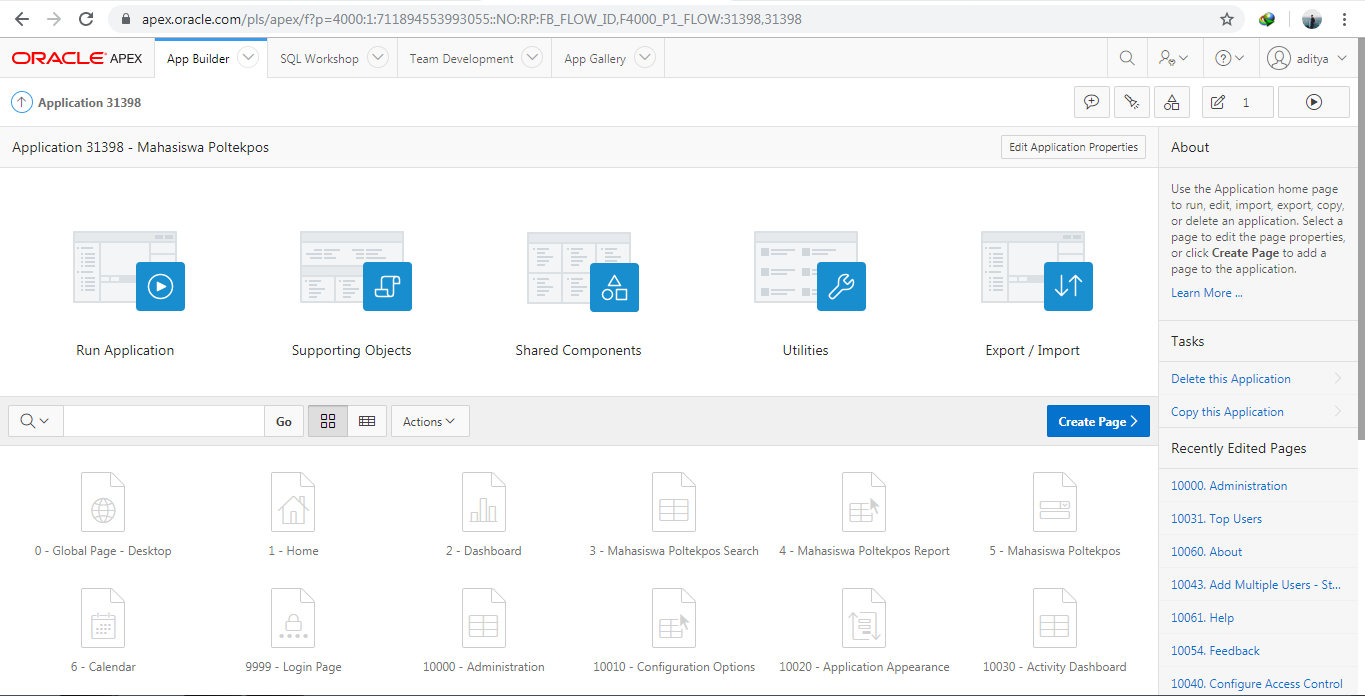 apex.oracle.com/pls/apex/f?p=4000:1:711894553993055::NO:RP:FB_FLOW_ID,F4000_P1_FLOW:31398,31398
ORACLE APEX
App Builder
SQL Workshop
Team Development
App Gallery
aditya
Application 31398
1
Application 31398 - Mahasiswa Poltekpos
Edit Application Properties
Run Application
Supporting Objects
Shared Components
Utilities
Export / Import
Go
Actions
Create Page
0 - Global Page - Desktop
1 - Home
2 - Dashboard
3 - Mahasiswa Poltekpos Search
4 - Mahasiswa Poltekpos Report
5 - Mahasiswa Poltekpos
6 - Calendar
9999 - Login Page
10000 - Administration
10010 - Configuration Options
10020 - Application Appearance
10030 - Activity Dashboard
About
Use the Application home page
to run, edit, import, export, copy,
or delete an application. Select a
page to edit the page properties,
or click Create Page to add a
page to the application.
Learn More ...
Tasks
Delete this Application
Copy this Application
Recently Edited Pages
10000. Administration
10031. Top Users
10060. About
10043. Add Multiple Users - St...
10061. Help
10054. Feedback
10040. Configure Access Control